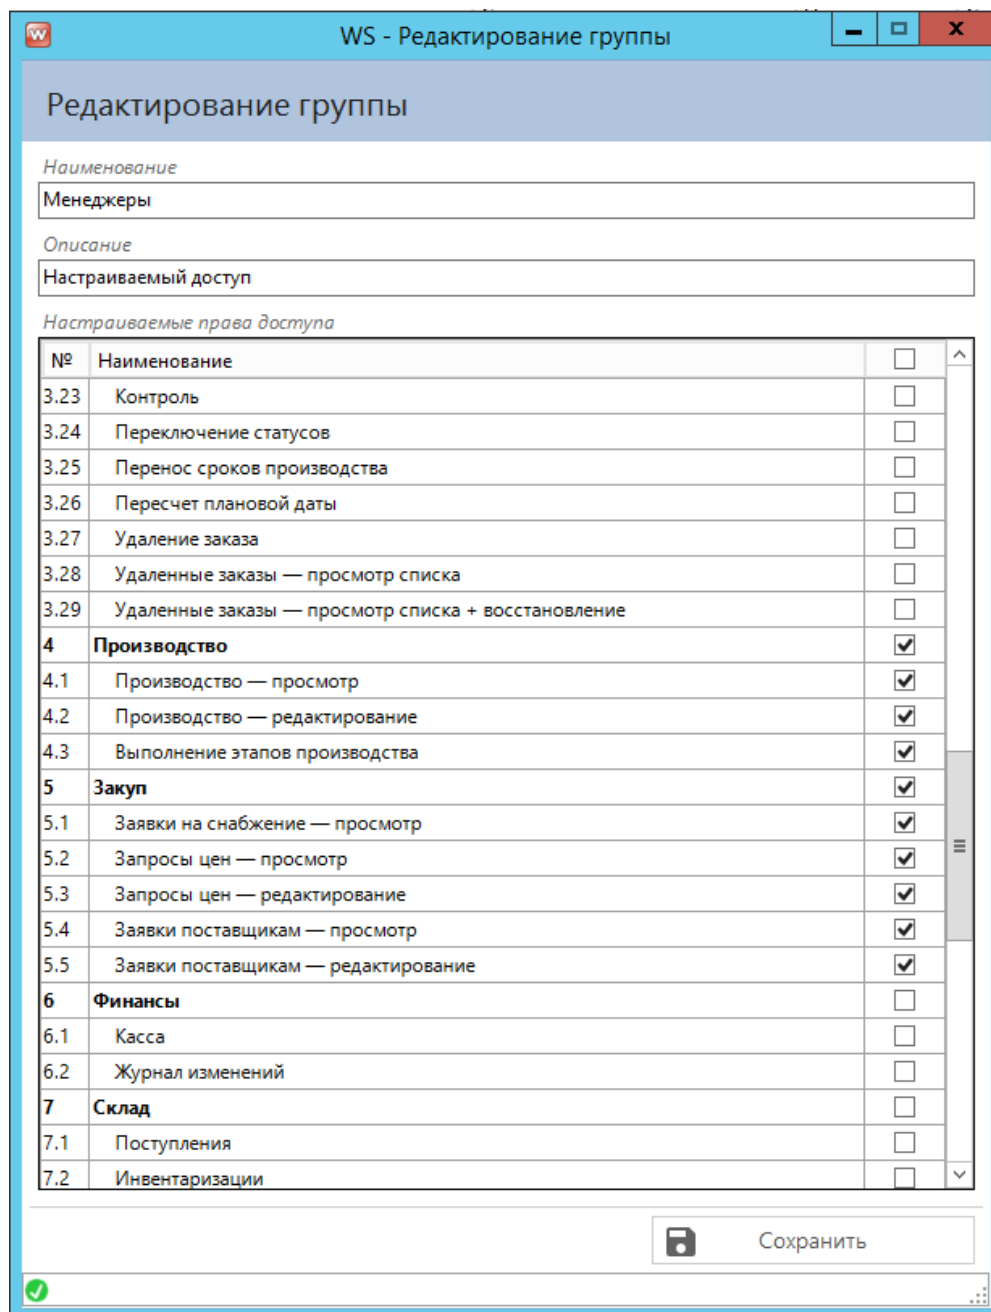 WS - Редактирование группы
Редактирование группы
Наименование
Менеджеры
Описание
Настраиваемый доступ
Настраиваемые права доступа
№ Наименование
3.23 Контроль
3.24 Переключение статусов
3.25 Перенос сроков производства
3.26 Пересчет плановой даты
3.27 Удаление заказа
3.28 Удаленные заказы — просмотр списка
3.29 Удаленные заказы — просмотр списка + восстановление
4 Производство
4.1 Производство — просмотр
4.2 Производство — редактирование
4.3 Выполнение этапов производства
5 Закуп
5.1 Заявки на снабжение — просмотр
5.2 Запросы цен — просмотр
5.3 Запросы цен — редактирование
5.4 Заявки поставщикам — просмотр
5.5 Заявки поставщикам — редактирование
6 Финансы
6.1 Касса
6.2 Журнал изменений
7 Склад
7.1 Поступления
7.2 Инвентаризации
Сохранить